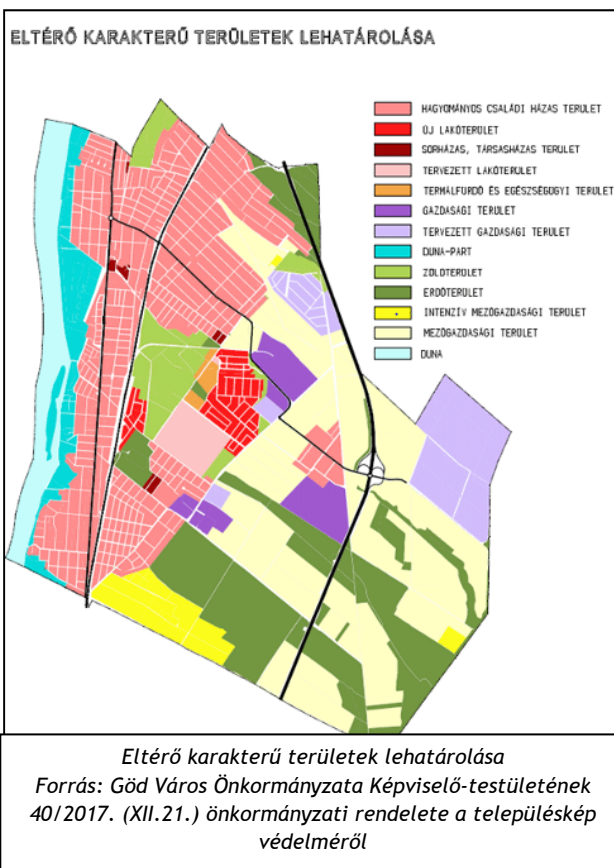 ELTÉRŐ KARAKTERŰ TERÜLETEK LEHATÁROLÁSA
HAGYOMÁNYOS CSALÁDI HÁZAS TERÜLET
ÚJ LAKÓTERÜLET
SORHÁZAS, TÁRSASHÁZAS TERÜLET
TERVEZETT LAKÓTERÜLET
TERMÁLFÜRDŐ ÉS EGÉSZSÉGÜGYI TERÜLET
GAZDASÁGI TERÜLET
TERVEZETT GAZDASÁGI TERÜLET
DUNA-PART
ZÖLDTERÜLET
ERDŐTERÜLET
INTENZÍV MEZŐGAZDASÁGI TERÜLET
MEZŐGAZDASÁGI TERÜLET
DUNA
Eltérő karakterű területek lehatárolása
Forrás: Göd Város Önkormányzata Képviselő-testületének
40/2017. (XII.21.) önkormányzati rendelete a településkép
védelméről